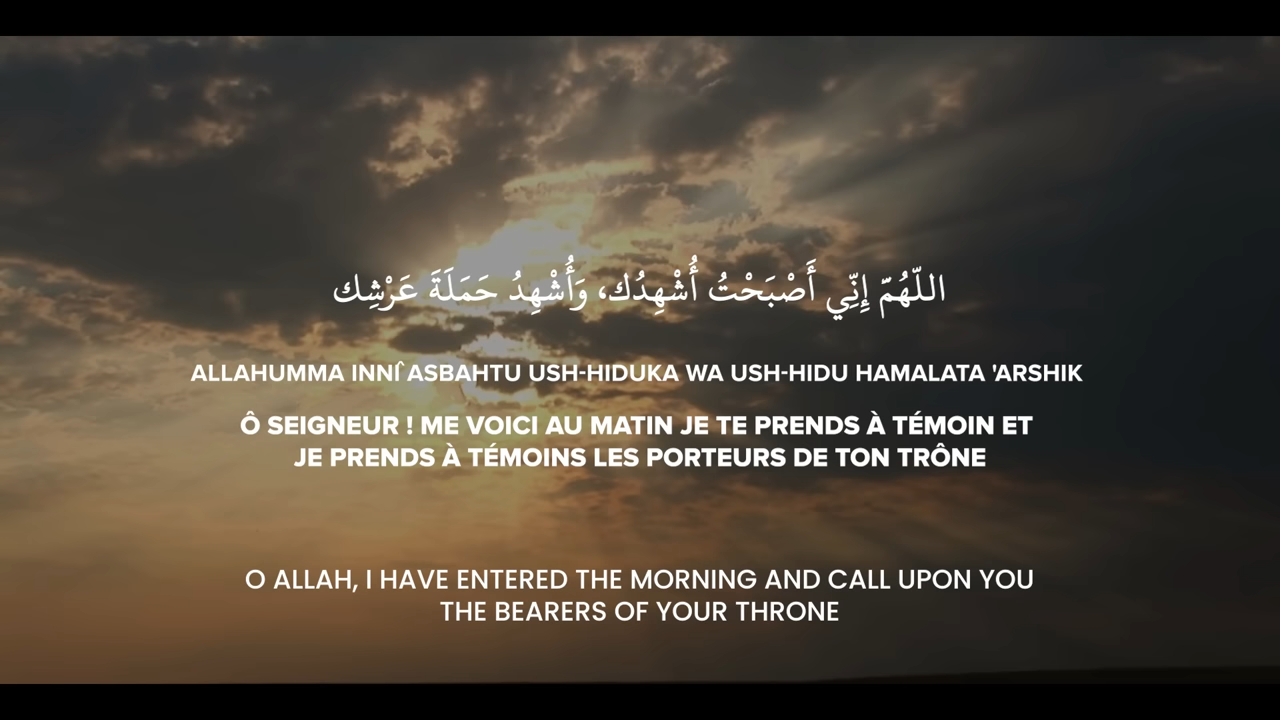 اللّهُمّ إِنّي أَصْبَحْتُ أُشْهِدُك، وَأُشْهِدُ حَمَلَةَ عَرْشِك
ALLAHUMMA INNÎ ASBAHTU USH-HIDUKA WA USH-HIDU HAMALATA 'ARSHIK
Ô SEIGNEUR ! ME VOICI AU MATIN JE TE PRENDS À TÉMOIN ET
JE PRENDS À TÉMOINS LES PORTEURS DE TON TRÔNE
O ALLAH, I HAVE ENTERED THE MORNING AND CALL UPON YOU
THE BEARERS OF YOUR THRONE